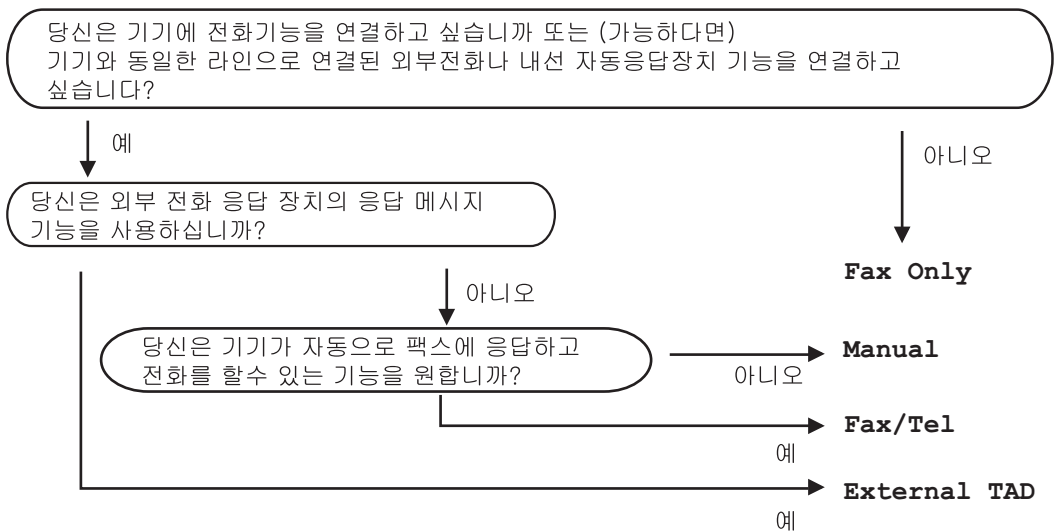 당신은 기기에 전화기능을 연결하고 싶습니까 또는 (가능하다면)
기기와 동일한 라인으로 연결된 외부전화나 내선 자동응답장치 기능을 연결하고
싶습니다?
예
아니오
당신은 외부 전화 응답 장치의 응답 메시지
기능을 사용하십니까?
Fax Only
아니오
당신은 기기가 자동으로 팩스에 응답하고
전화를 할수 있는 기능을 원합니까?
Manual
아니오
Fax/Tel
예
External TAD
예